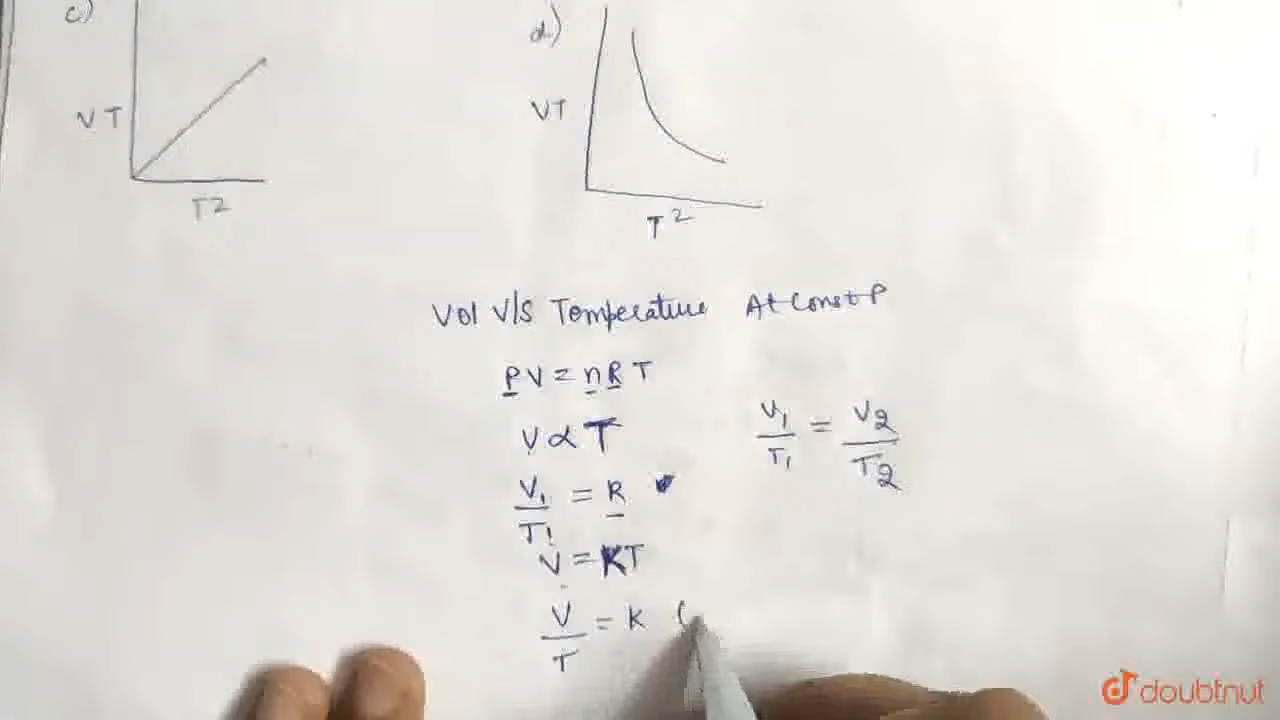 c)
VT
T2
d)
VT
T²
Vol V/S Temperature At Const P
PV = nRT
V ∝ T
V₁/T₁ = V₂/T₂
V₁/T₁ = R
V = KT
V/T = K (
doubtnut